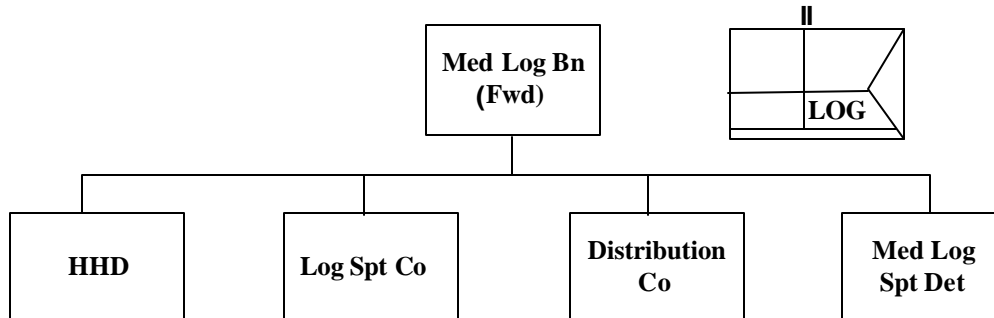 II
Med Log Bn
(Fwd)
LOG
HHD
Log Spt Co
Distribution
Co
Med Log
Spt Det